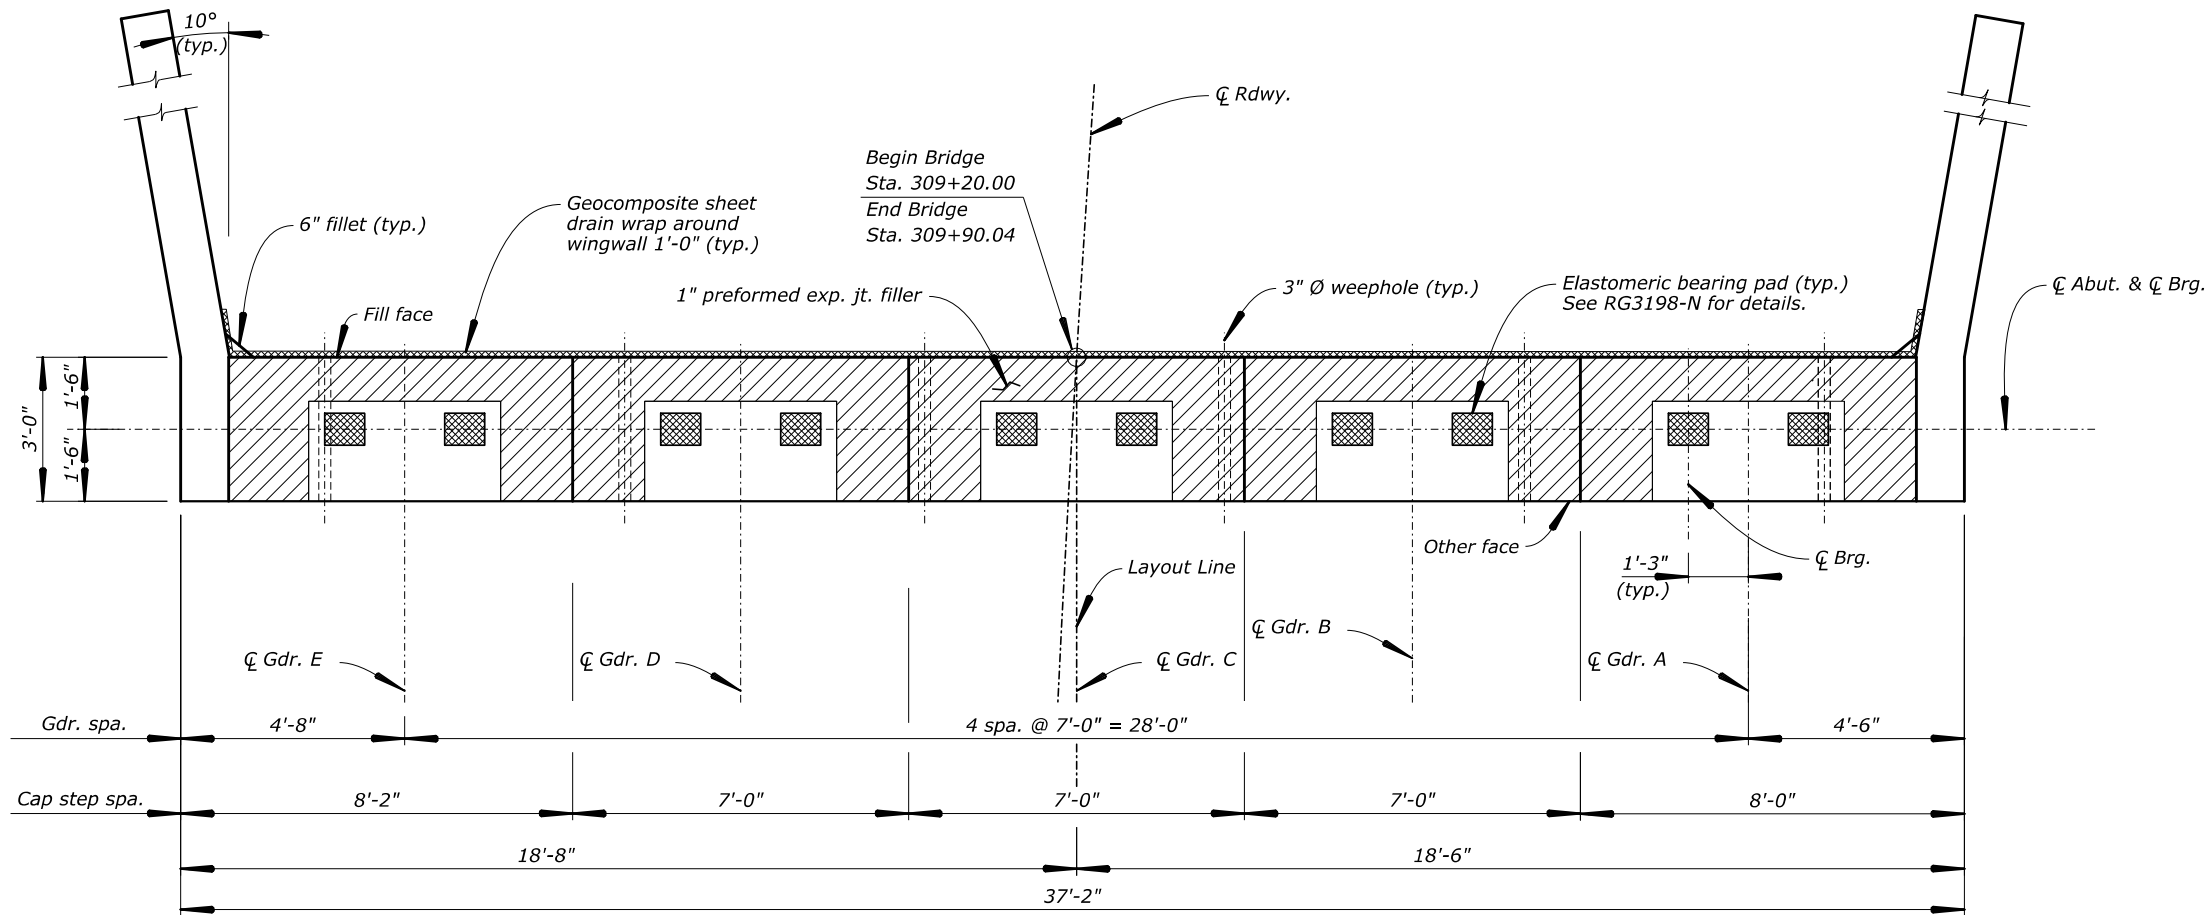 10°
(typ.)
℄ Rdwy.
Begin Bridge
Sta. 309+20.00
End Bridge
Sta. 309+90.04
6" fillet (typ.)
Geocomposite sheet
drain wrap around
wingwall 1'-0" (typ.)
1" preformed exp. jt. filler
3" Ø weephole (typ.)
Elastomeric bearing pad (typ.)
See RG3198-N for details.
℄ Abut. & ℄ Brg.
Fill face
3'-0"
1'-6"
1'-6"
Other face
℄ Brg.
1'-3"
(typ.)
Layout Line
℄ Gdr. E
℄ Gdr. D
℄ Gdr. C
℄ Gdr. B
℄ Gdr. A
Gdr. spa.
4'-8"
4 spa. @ 7'-0" = 28'-0"
4'-6"
Cap step spa.
8'-2"
7'-0"
7'-0"
7'-0"
8'-0"
18'-8"
18'-6"
37'-2"